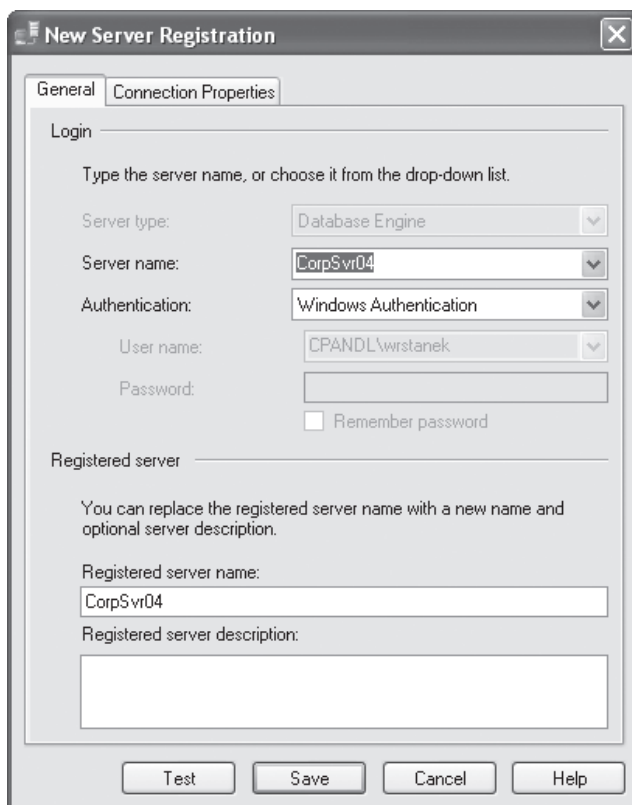 New Server Registration
General
Connection Properties
Login
Type the server name, or choose it from the drop-down list.
Server type:
Database Engine
Server name:
CorpSvr04
Authentication:
Windows Authentication
User name:
CPANDL\wrstanek
Password:
Remember password
Registered server
You can replace the registered server name with a new name and
optional server description.
Registered server name:
CorpSvr04
Registered server description:
Test
Save
Cancel
Help